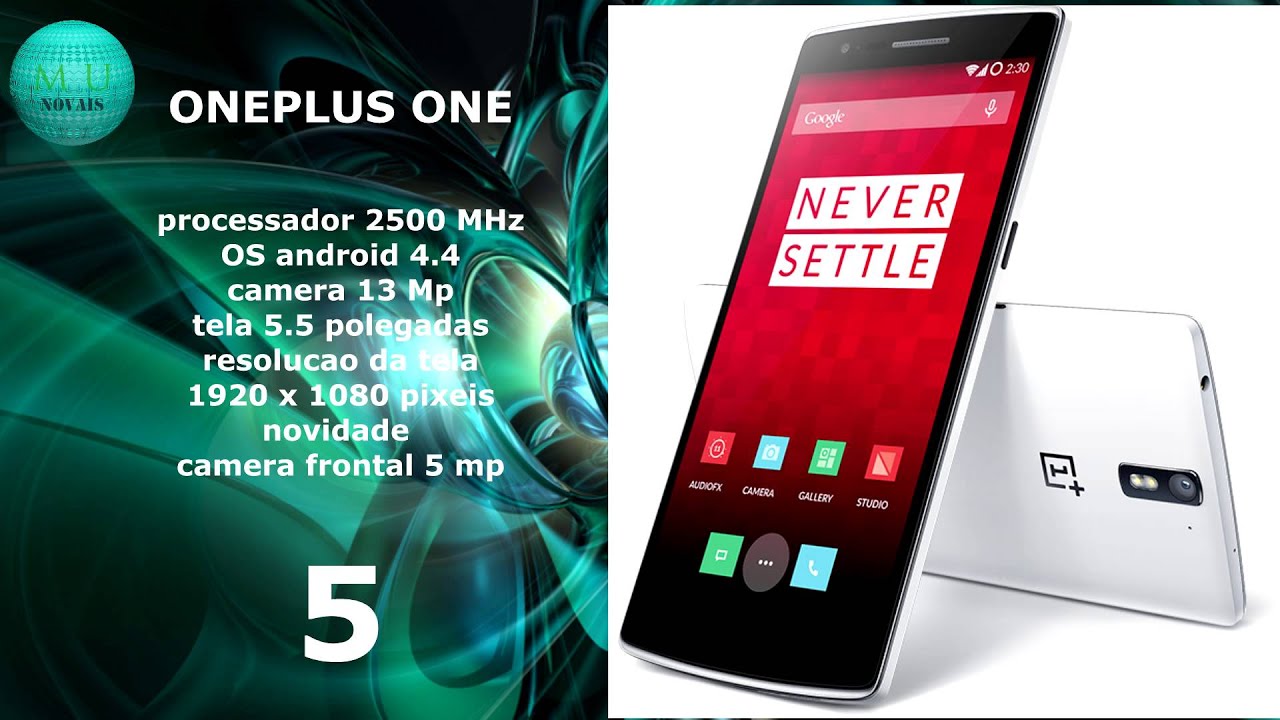 M U
NOVAIS
ONEPLUS ONE
processador 2500 MHz
OS android 4.4
camera 13 Mp
tela 5.5 polegadas
resolucao da tela
1920 x 1080 pixeis
novidade
camera frontal 5 mp
5
2:30
Google
NEVER
SETTLE
AUDIOFX CAMERA GALLERY STUDIO
1+